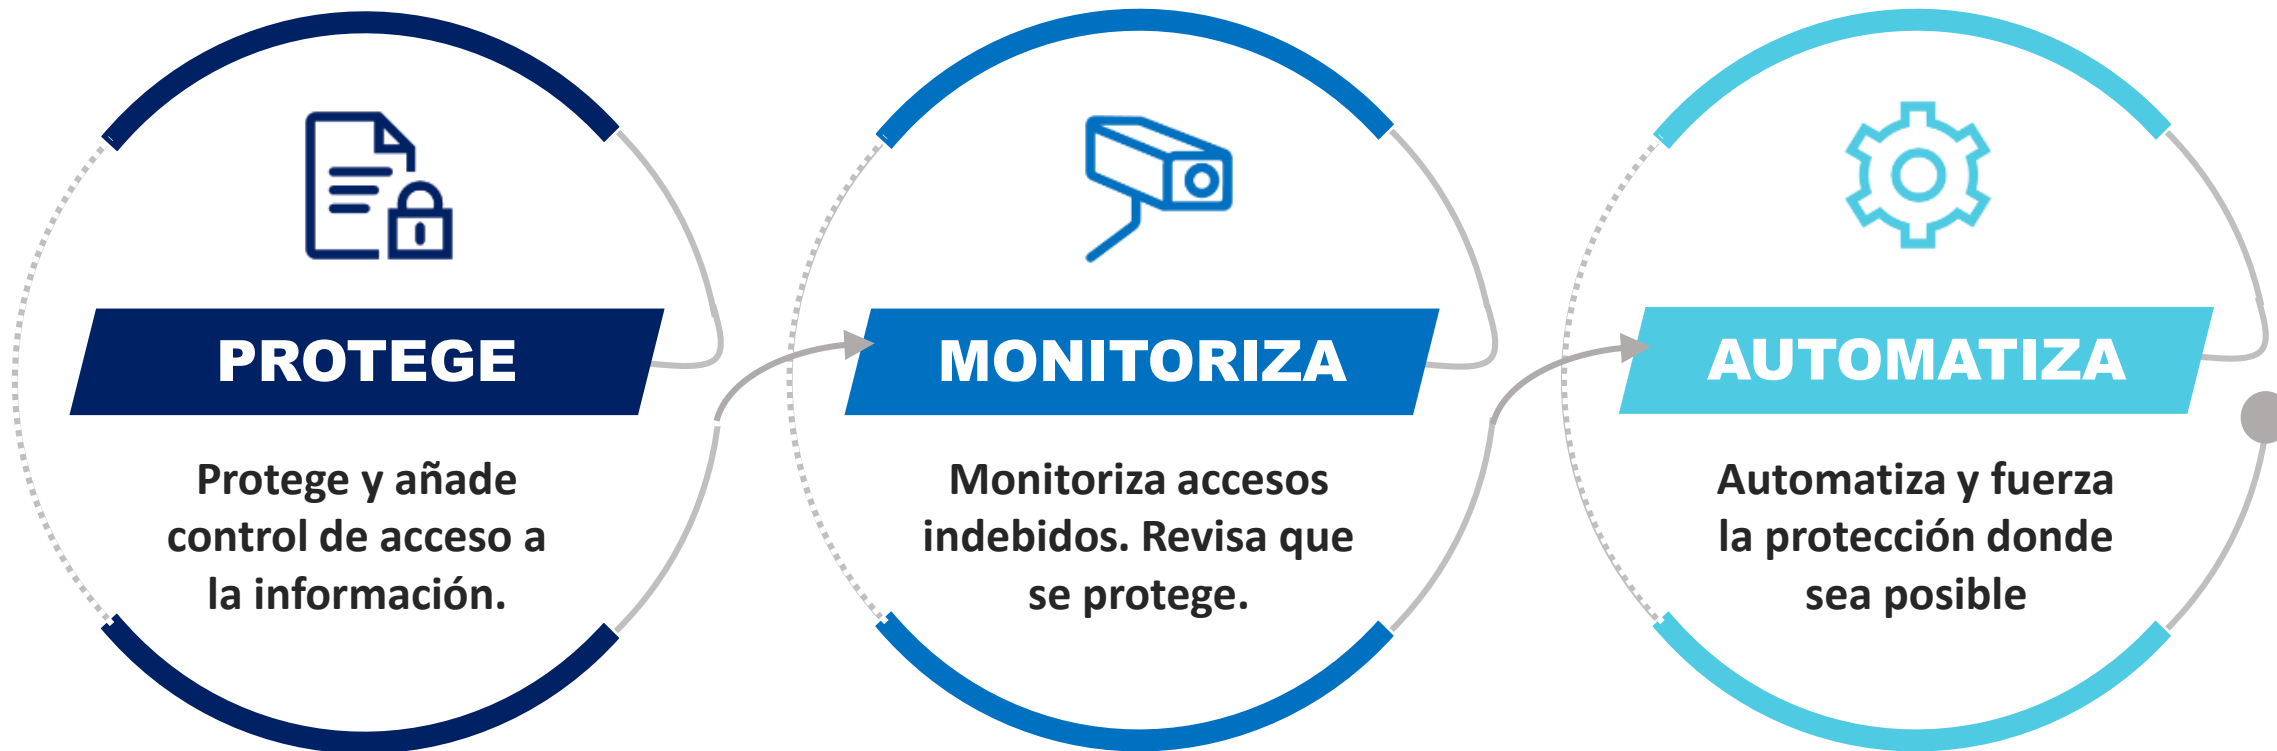 PROTEGE
Protege y añade
control de acceso a
la información.
MONITORIZA
Monitoriza accesos
indebidos. Revisa que
se protege.
AUTOMATIZA
Automatiza y fuerza
la protección donde
sea posible